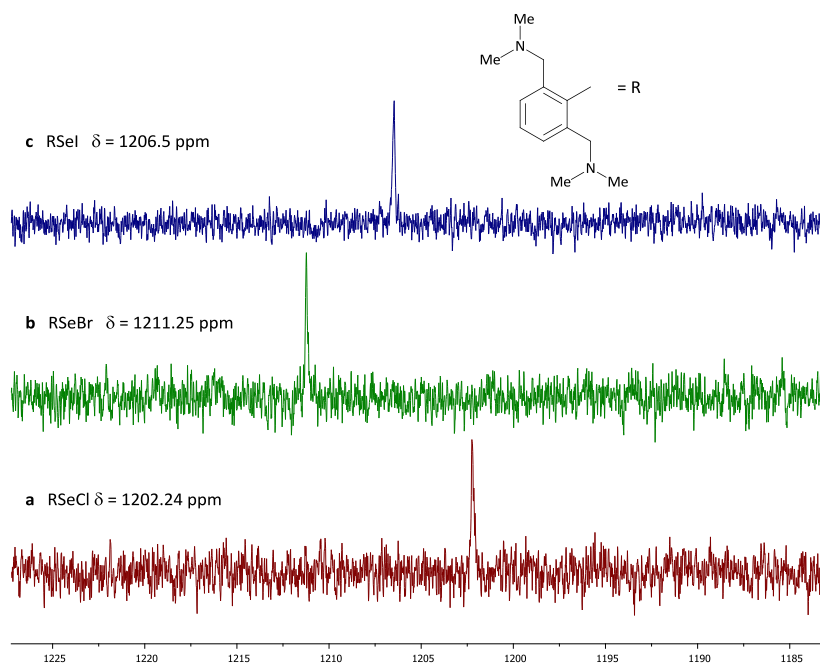 Me
N
Me
= R
N
Me Me
c RSeI δ = 1206.5 ppm
b RSeBr δ = 1211.25 ppm
a RSeCl δ = 1202.24 ppm
1225 1220 1215 1210 1205 1200 1195 1190 1185